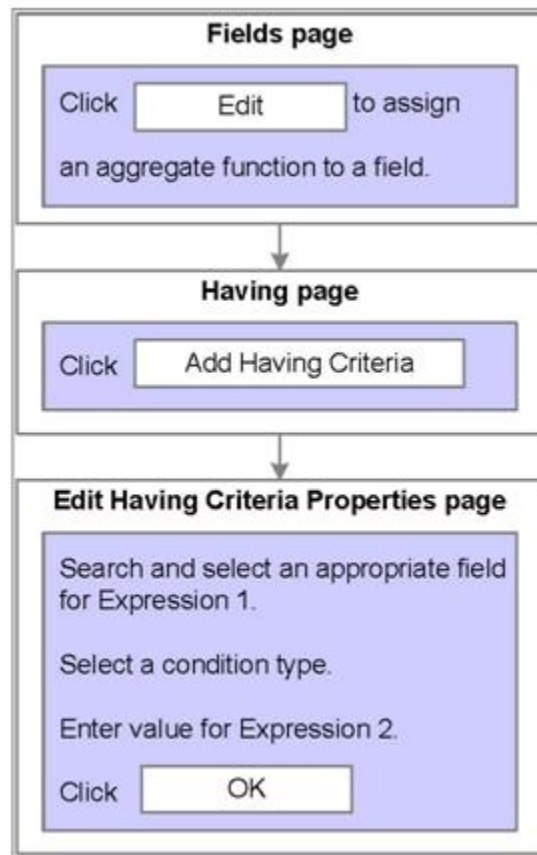 Fields page
Click Edit to assign
an aggregate function to a field.
Having page
Click Add Having Criteria
Edit Having Criteria Properties page
Search and select an appropriate field
for Expression 1.
Select a condition type.
Enter value for Expression 2.
Click OK